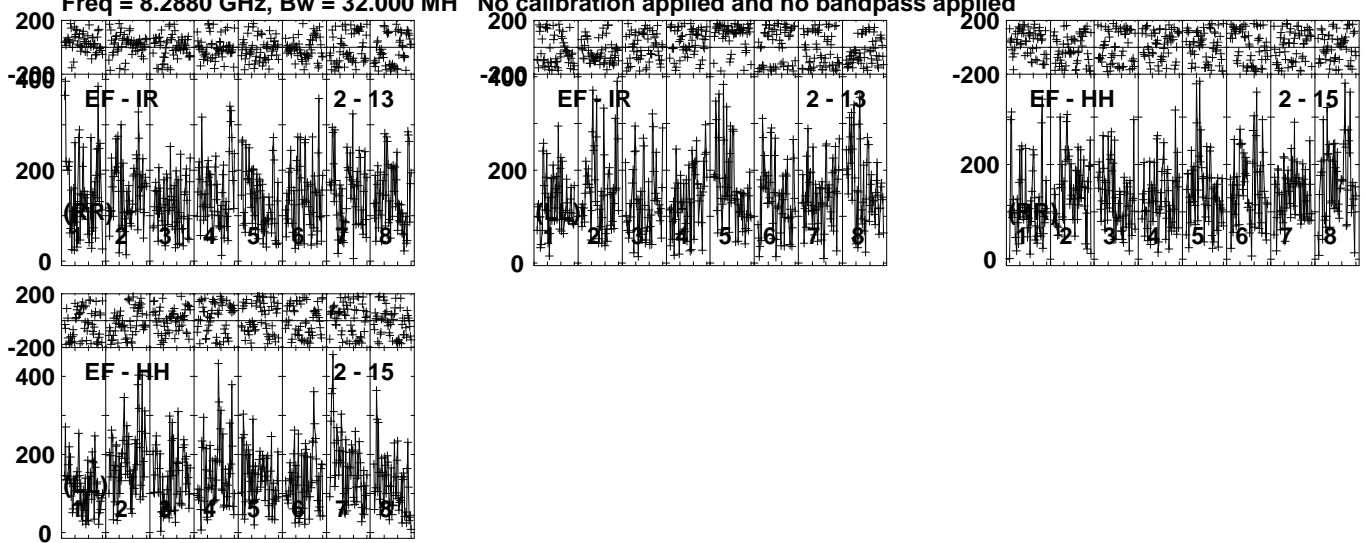 Freq = 8.2880 GHz, Bw = 32.000 MH No calibration applied and no bandpass applied
200
-200
400
200
0
EF - IR 2 - 13
(RR)
1 2 3 4 5 6 7 8
200
-200
400
200
0
EF - IR 2 - 13
(LL)
1 2 3 4 5 6 7 8
200
-200
200
0
EF - HH 2 - 15
(RR)
1 2 3 4 5 6 7 8
200
-200
400
200
0
EF - HH 2 - 15
(LL)
1 2 3 4 5 6 7 8